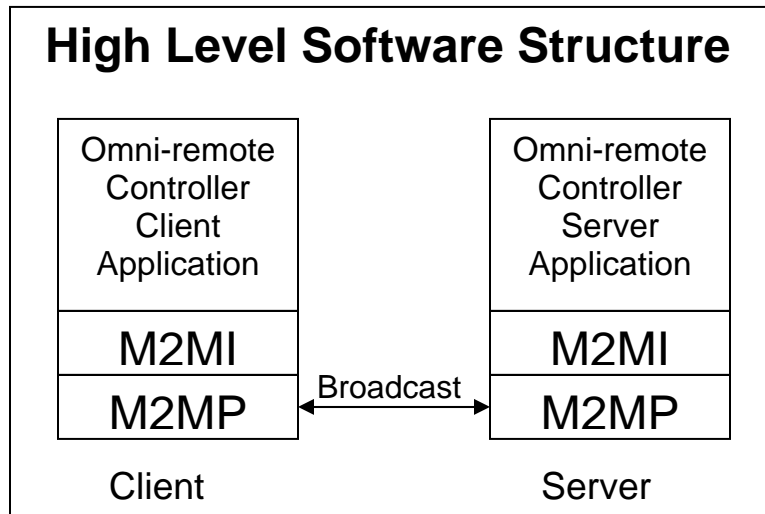 High Level Software Structure
Omni-remote
Controller
Client
Application
M2MI
M2MP
Broadcast
Omni-remote
Controller
Server
Application
M2MI
M2MP
Client
Server